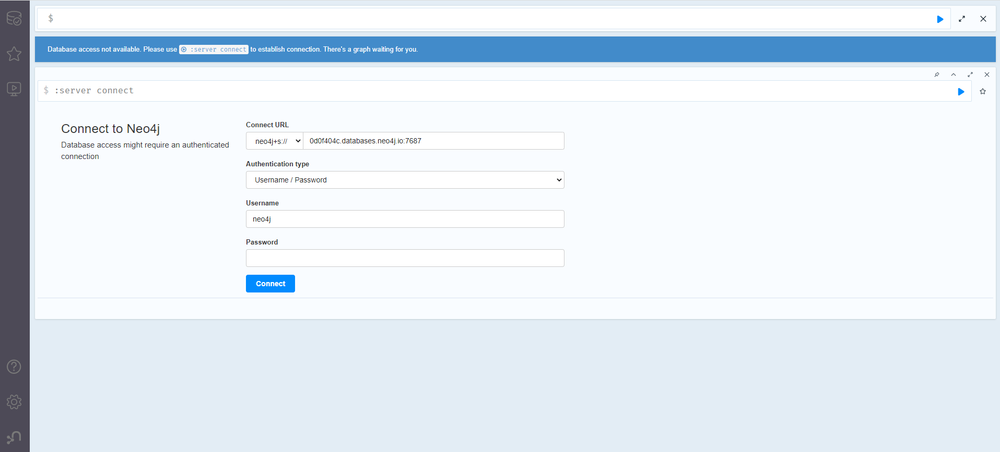 $
Database access not available. Please use :server connect to establish connection. There's a graph waiting for you.
$ :server connect
Connect to Neo4j
Database access might require an authenticated
connection
Connect URL
neo4j+s:// 0d0f404c.databases.neo4j.io:7687
Authentication type
Username / Password
Username
neo4j
Password
Connect